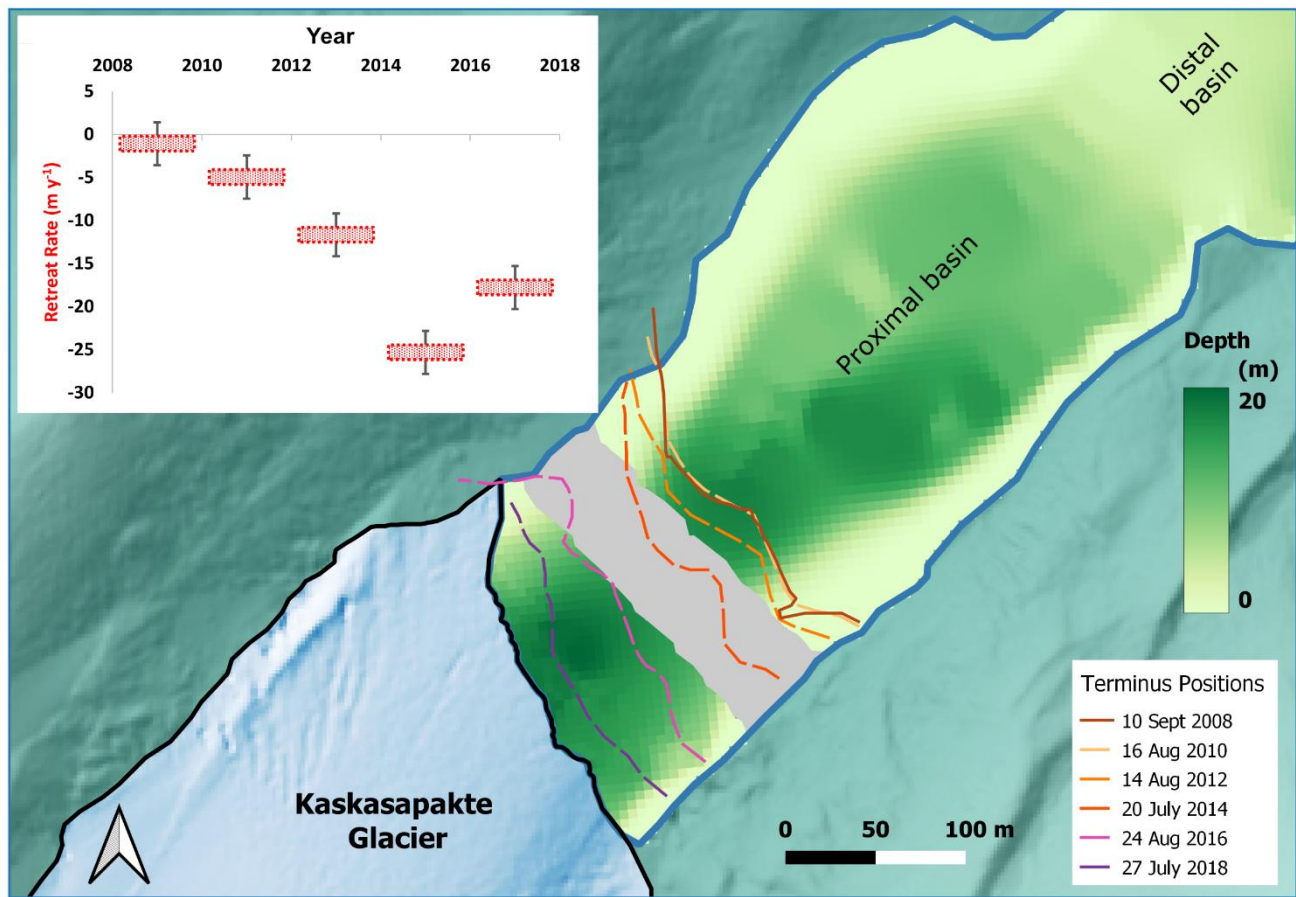 Year
2008 2010 2012 2014 2016 2018
5
0
-5
-10
-15
-20
-25
-30
Retreat Rate (m y⁻¹)
Distal
basin
Proximal basin
Depth
(m)
20
0
Kaskasapakte
Glacier
0 50 100 m
Terminus Positions
10 Sept 2008
16 Aug 2010
14 Aug 2012
20 July 2014
24 Aug 2016
27 July 2018